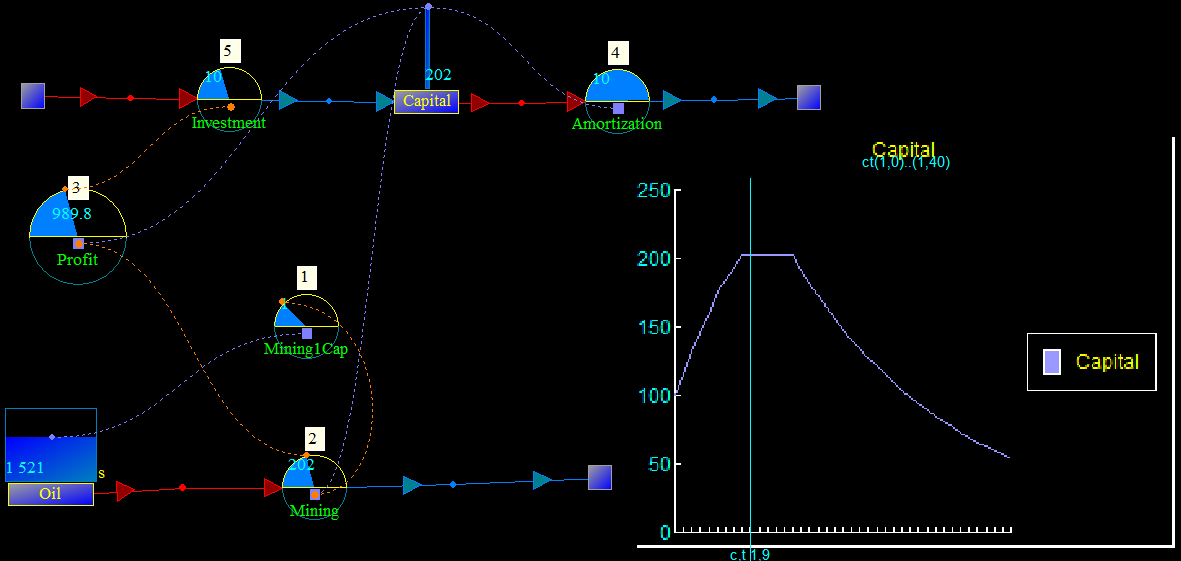 5
10
Investment
202
Capital
4
10
Amortization
3
989.8
Profit
1
1
Mining1Cap
1 521
s
Oil
2
202
Mining
Capital
ct(1,0)..(1,40)
250
200
150
100
50
0
c,t 1,9
Capital